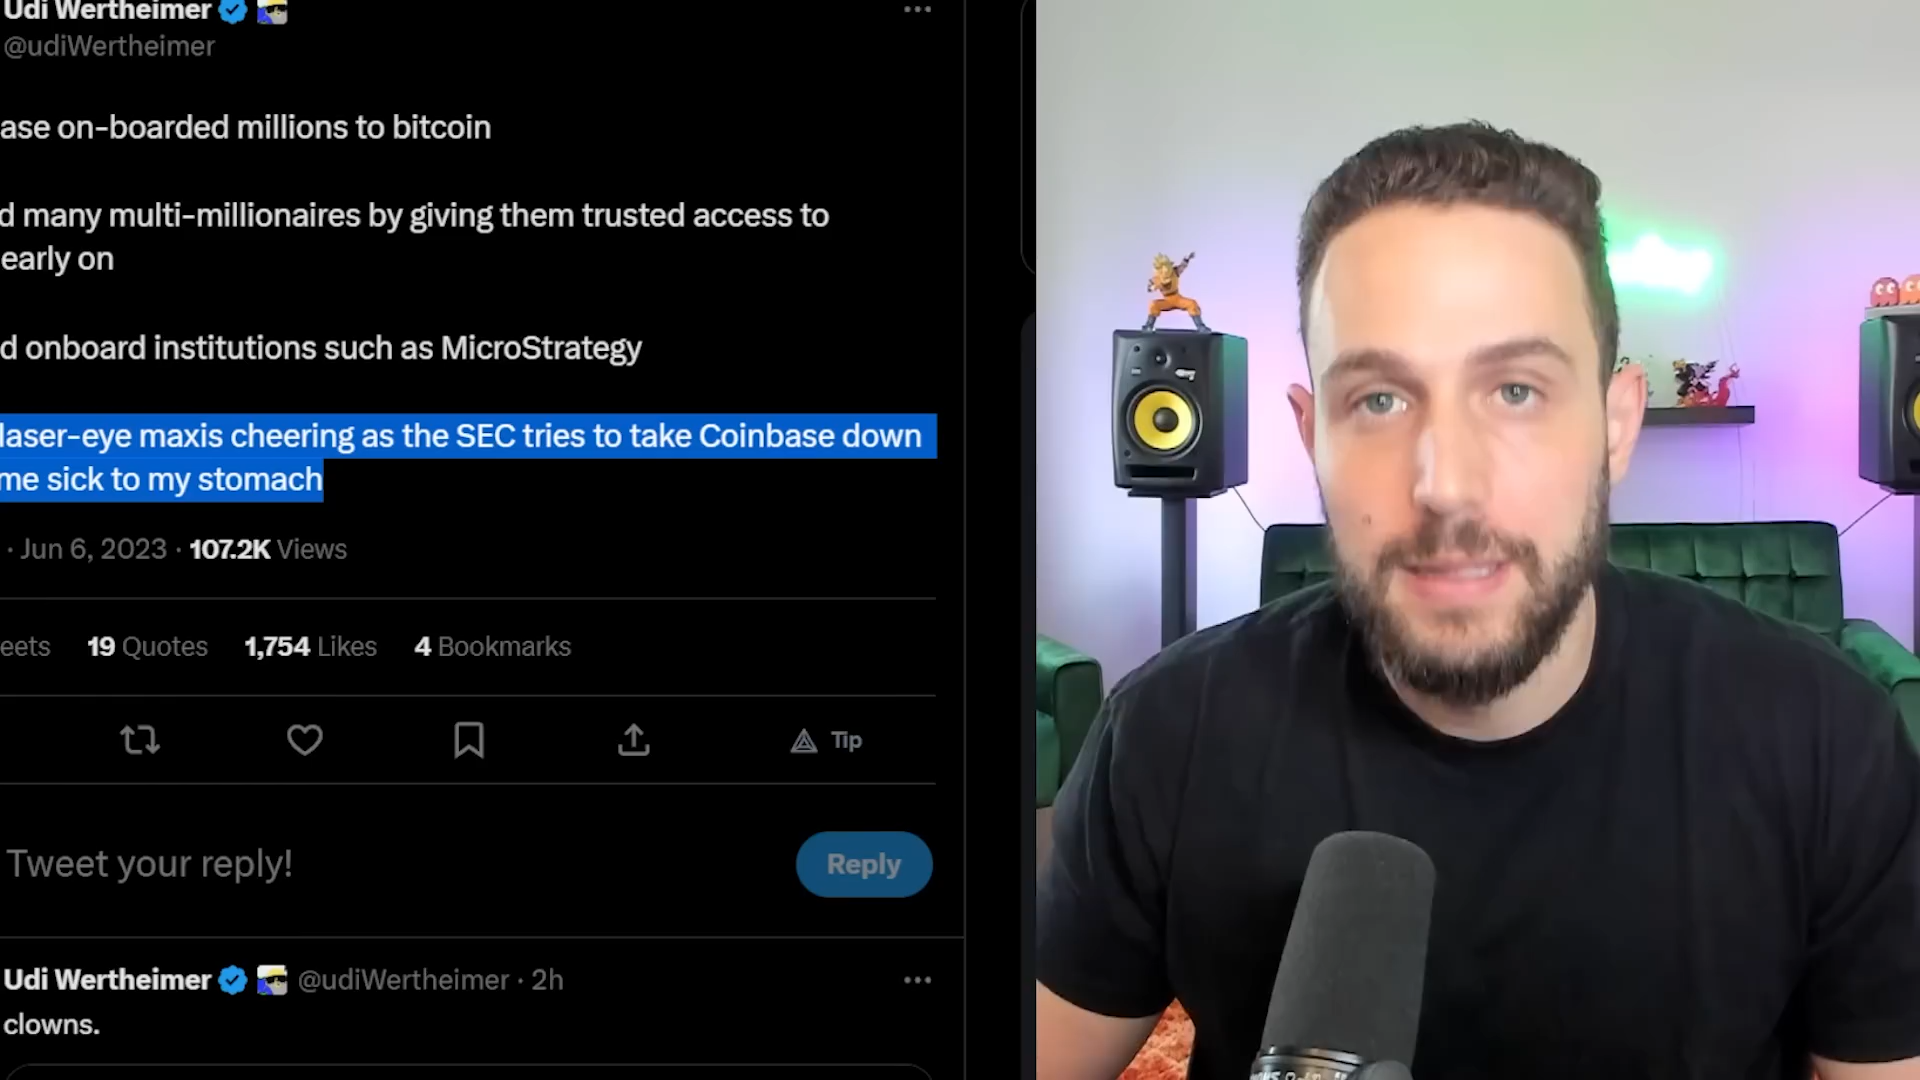 Udi Wertheimer
@udiWertheimer
ase on-boarded millions to bitcoin
d many multi-millionaires by giving them trusted access to
early on
d onboard institutions such as MicroStrategy
laser-eye maxis cheering as the SEC tries to take Coinbase down
me sick to my stomach
· Jun 6, 2023 · 107.2K Views
eets 19 Quotes 1,754 Likes 4 Bookmarks
Tip
Tweet your reply!
Reply
Udi Wertheimer @udiWertheimer · 2h
clowns.